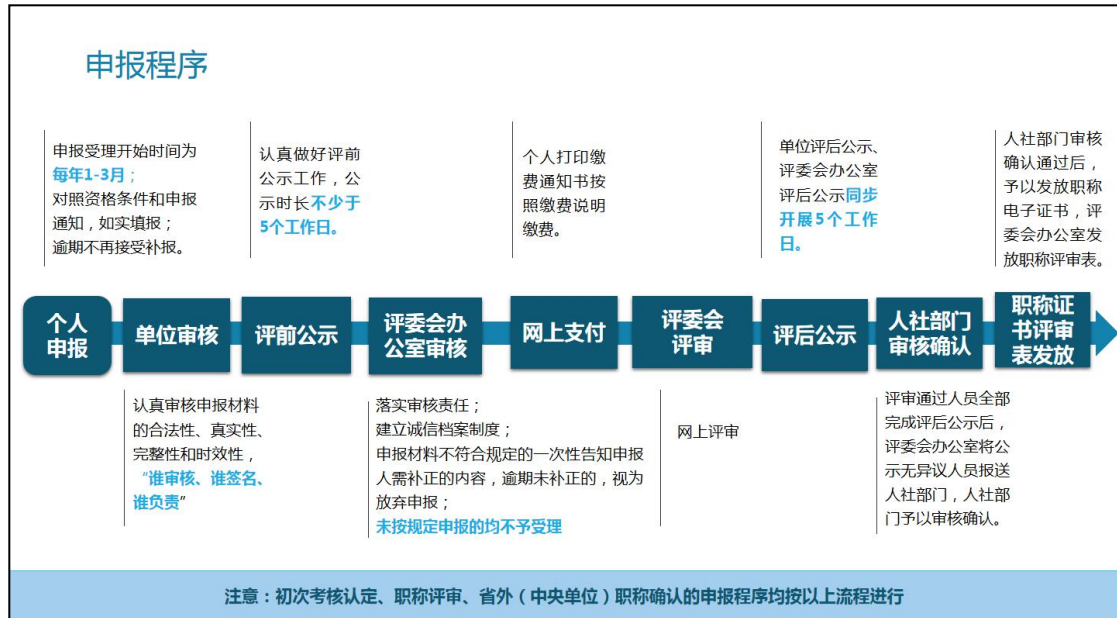 申报程序
申报受理开始时间为
每年1-3月；
对照资格条件和申报
通知，如实填报；
逾期不再接受补报。
认真做好评前
公示工作，公
示时长不少于
5个工作日。
个人打印缴
费通知书按
照缴费说明
缴费。
单位评后公示、
评委会办公室
评后公示同步
开展5个工作
日。
人社部门审核
确认通过后，
予以发放职称
电子证书，评
委会办公室发
放职称评审表。
个人
申报
单位审核
评前公示
评委会办
公室审核
网上支付
评委会
评审
评后公示
人社部门
审核确认
职称证
书评审
表发放
认真审核申报材料
的合法性、真实性、
完整性和时效性，
“谁审核、谁签名、
谁负责”
落实审核责任；
建立诚信档案制度；
申报材料不符合规定的一次性告知申报
人需补正的内容，逾期未补正的，视为
放弃申报；
未按规定申报的均不予受理
网上评审
评审通过人员全部
完成评后公示后，
评委会办公室将公
示无异议人员报送
人社部门，人社部
门予以审核确认。
注意：初次考核认定、职称评审、省外（中央单位）职称确认的申报程序均按以上流程进行